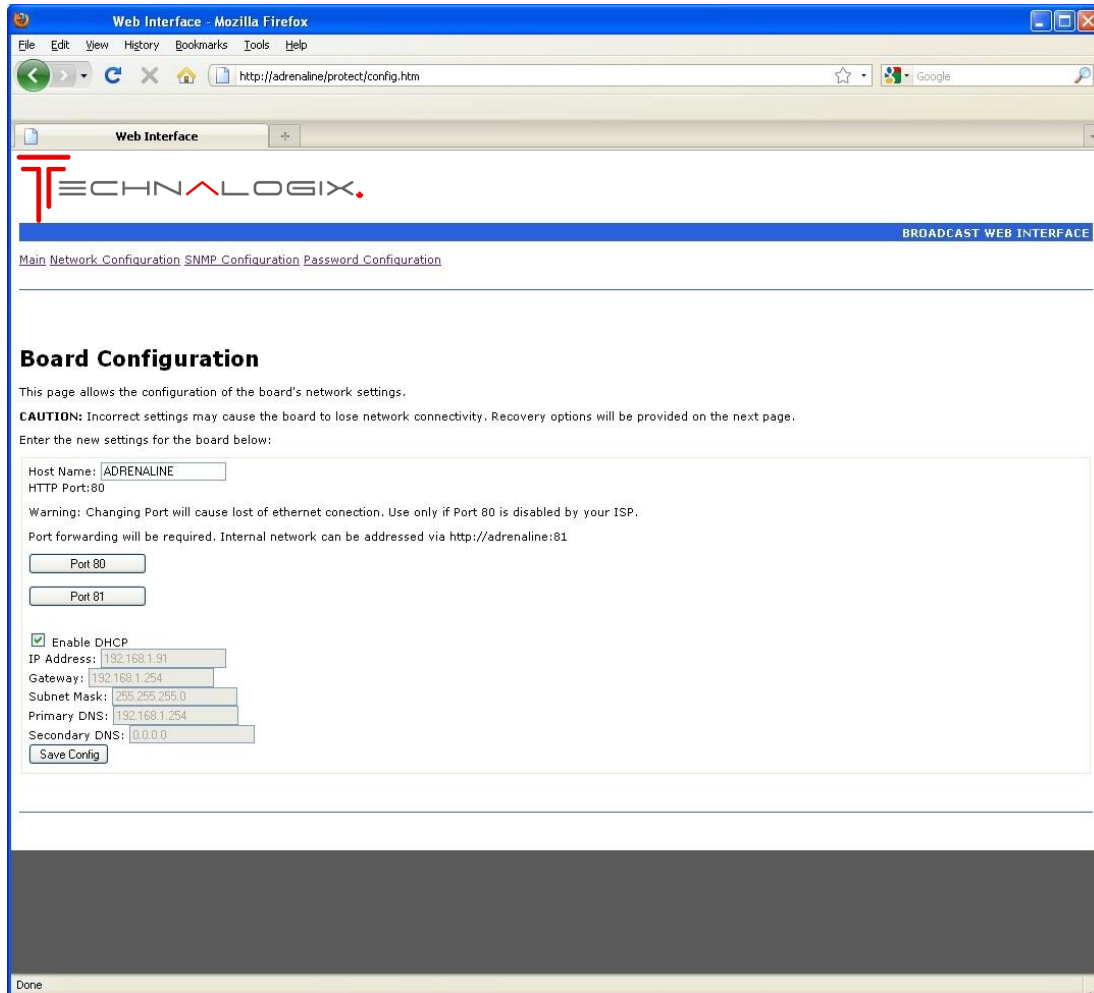 Web Interface - Mozilla Firefox
File Edit View History Bookmarks Tools Help
http://adrenaline/protect/config.htm
Google
Web Interface
TECHNALOGIX.
BROADCAST WEB INTERFACE
Main Network Configuration SNMP Configuration Password Configuration
Board Configuration
This page allows the configuration of the board's network settings.
CAUTION: Incorrect settings may cause the board to lose network connectivity. Recovery options will be provided on the next page.
Enter the new settings for the board below:
Host Name: ADRENALINE
HTTP Port:80
Warning: Changing Port will cause lost of ethernet conection. Use only if Port 80 is disabled by your ISP.
Port forwarding will be required. Internal network can be addressed via http://adrenaline:81
Port 80
Port 81
Enable DHCP
IP Address: 192.168.1.91
Gateway: 192.168.1.254
Subnet Mask: 255.255.255.0
Primary DNS: 192.168.1.254
Secondary DNS: 0.0.0.0
Save Config
Done